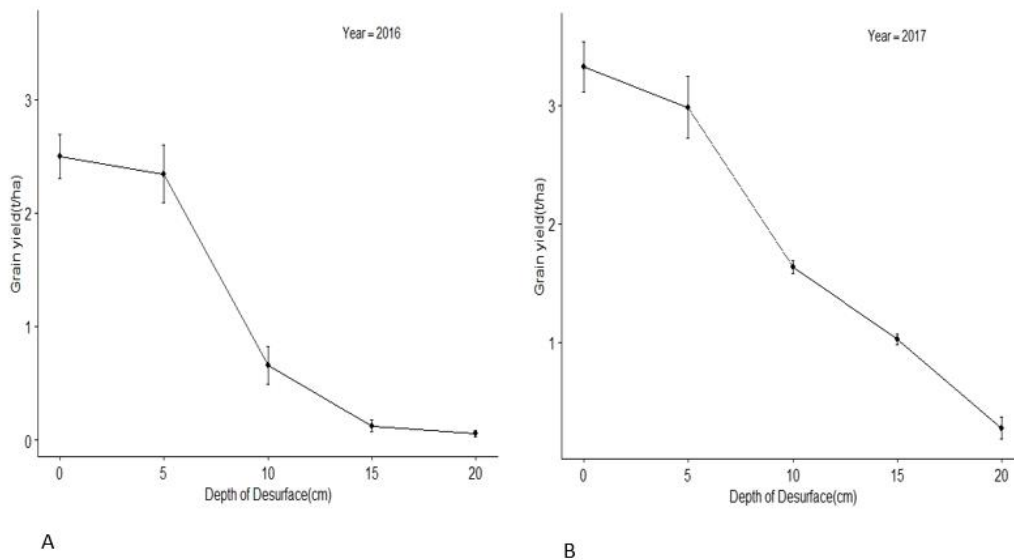 Year = 2016
3
2
1
0
Grain yield(t/ha)
0 5 10 15 20
Depth of Desurface(cm)
A
Year = 2017
3
2
1
Grain yield(t/ha)
0 5 10 15 20
Depth of Desurface(cm)
B